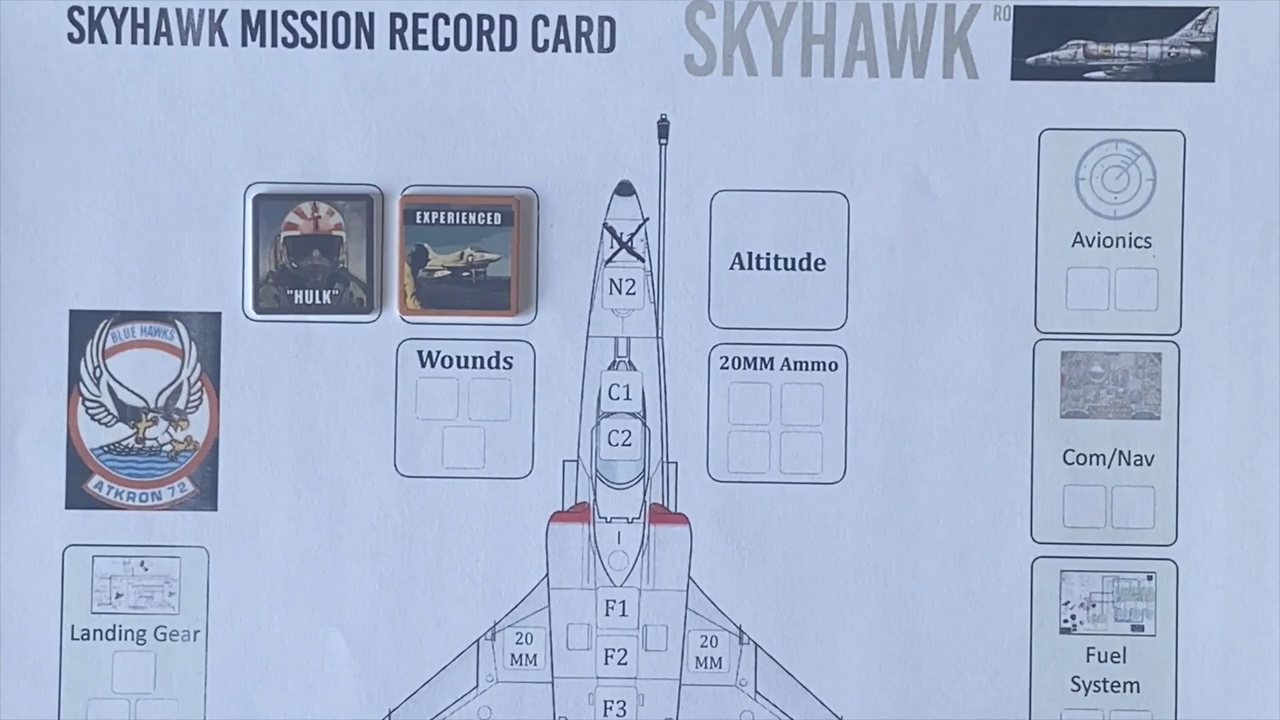 SKYHAWK MISSION RECORD CARD
SKYHAWK
RO
"HULK"
EXPERIENCED
N2
Altitude
Avionics
Wounds
20MM Ammo
C1
C2
Com/Nav
BLUE HAWKS
ATKRON 72
Landing Gear
F1
20
MM
F2
20
MM
F3
Fuel
System